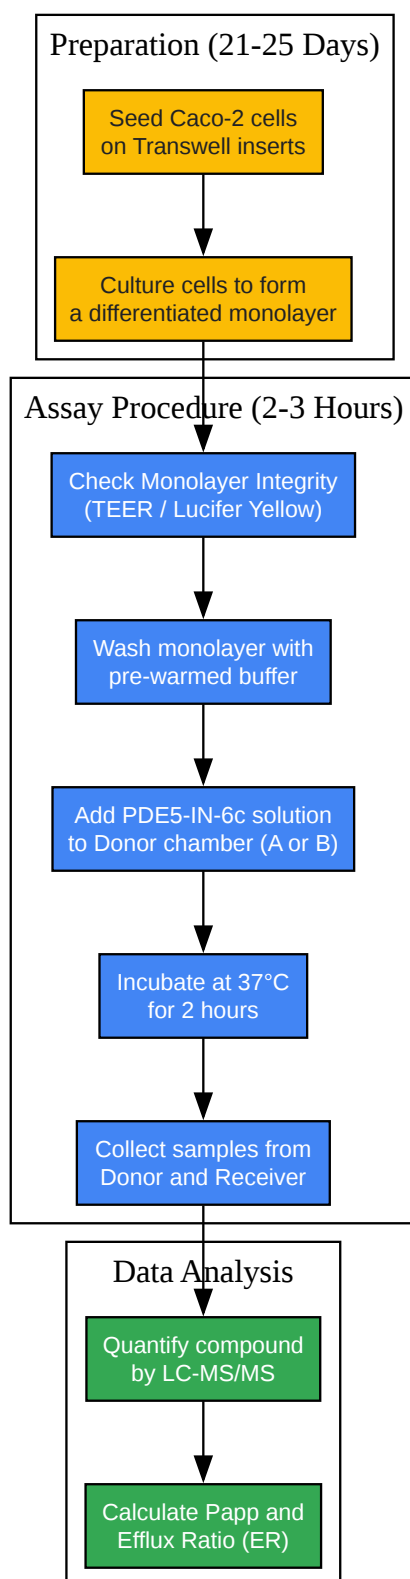 Preparation (21-25 Days)
Seed Caco-2 cells
on Transwell inserts
Culture cells to form
a differentiated monolayer
Assay Procedure (2-3 Hours)
Check Monolayer Integrity
(TEER / Lucifer Yellow)
Wash monolayer with
pre-warmed buffer
Add PDE5-IN-6c solution
to Donor chamber (A or B)
Incubate at 37°C
for 2 hours
Collect samples from
Donor and Receiver
Data Analysis
Quantify compound
by LC-MS/MS
Calculate Papp and
Efflux Ratio (ER)